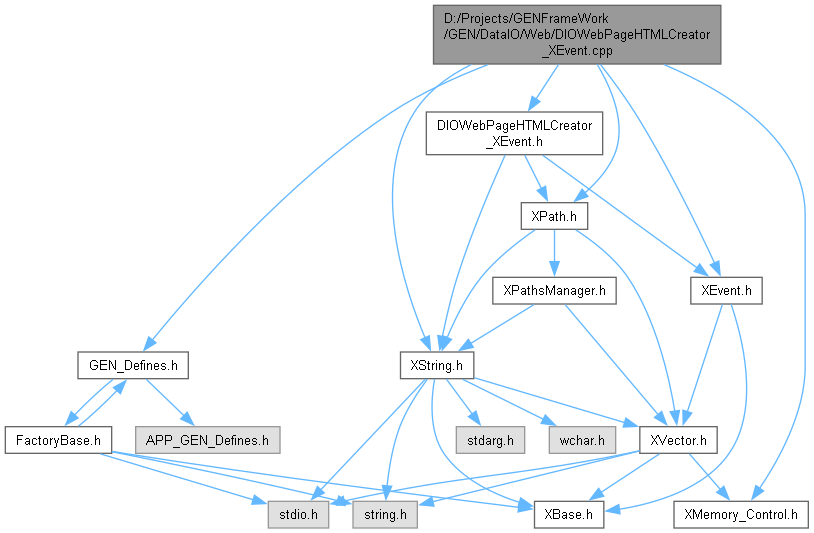 D:/Projects/GENFrameWork
/GEN/DataIO/Web/DIOWebPageHTMLCreator
_XEvent.cpp
DIOWebPageHTMLCreator
_XEvent.h
XPath.h
XPathsManager.h
XEvent.h
GEN_Defines.h
XString.h
FactoryBase.h
APP_GEN_Defines.h
stdarg.h
wchar.h
XVector.h
stdio.h
string.h
XBase.h
XMemory_Control.h